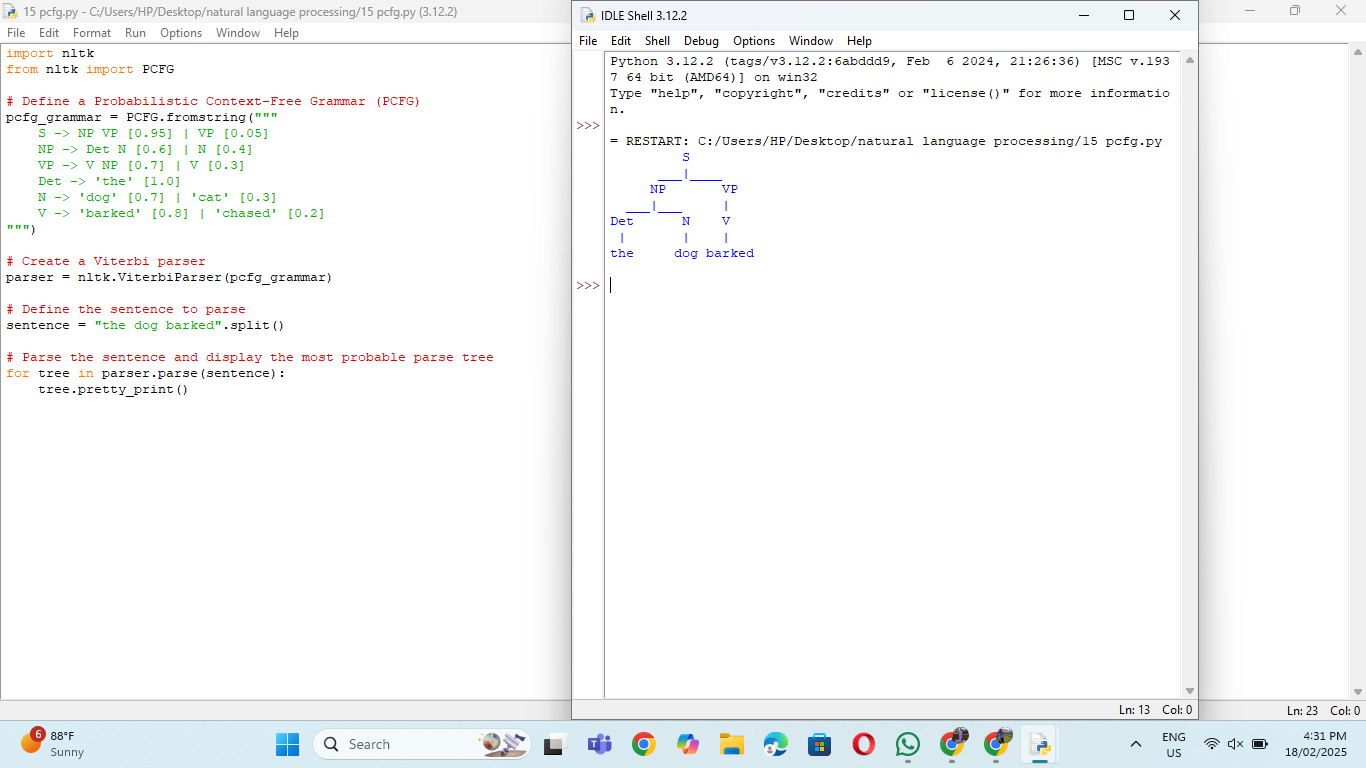 15 pcfg.py - C:/Users/HP/Desktop/natural language processing/15 pcfg.py (3.12.2)
File Edit Format Run Options Window Help
import nltk
from nltk import PCFG
# Define a Probabilistic Context-Free Grammar (PCFG)
pcfg_grammar = PCFG.fromstring("""
    S -> NP VP [0.95] | VP [0.05]
    NP -> Det N [0.6] | N [0.4]
    VP -> V NP [0.7] | V [0.3]
    Det -> 'the' [1.0]
    N -> 'dog' [0.7] | 'cat' [0.3]
    V -> 'barked' [0.8] | 'chased' [0.2]
""")
# Create a Viterbi parser
parser = nltk.ViterbiParser(pcfg_grammar)
# Define the sentence to parse
sentence = "the dog barked".split()
# Parse the sentence and display the most probable parse tree
for tree in parser.parse(sentence):
    tree.pretty_print()
Ln: 23 Col: 0
IDLE Shell 3.12.2
File Edit Shell Debug Options Window Help
Python 3.12.2 (tags/v3.12.2:6abddd9, Feb  6 2024, 21:26:36) [MSC v.193
7 64 bit (AMD64)] on win32
Type "help", "copyright", "credits" or "license()" for more informatio
n.
>>>
= RESTART: C:/Users/HP/Desktop/natural language processing/15 pcfg.py
         S
      ___|____
     NP       VP
  ___|___     |
Det      N    V
 |       |    |
the     dog barked
>>>
Ln: 13 Col: 0
6
88°F
Sunny
Search
ENG
US
4:31 PM
18/02/2025